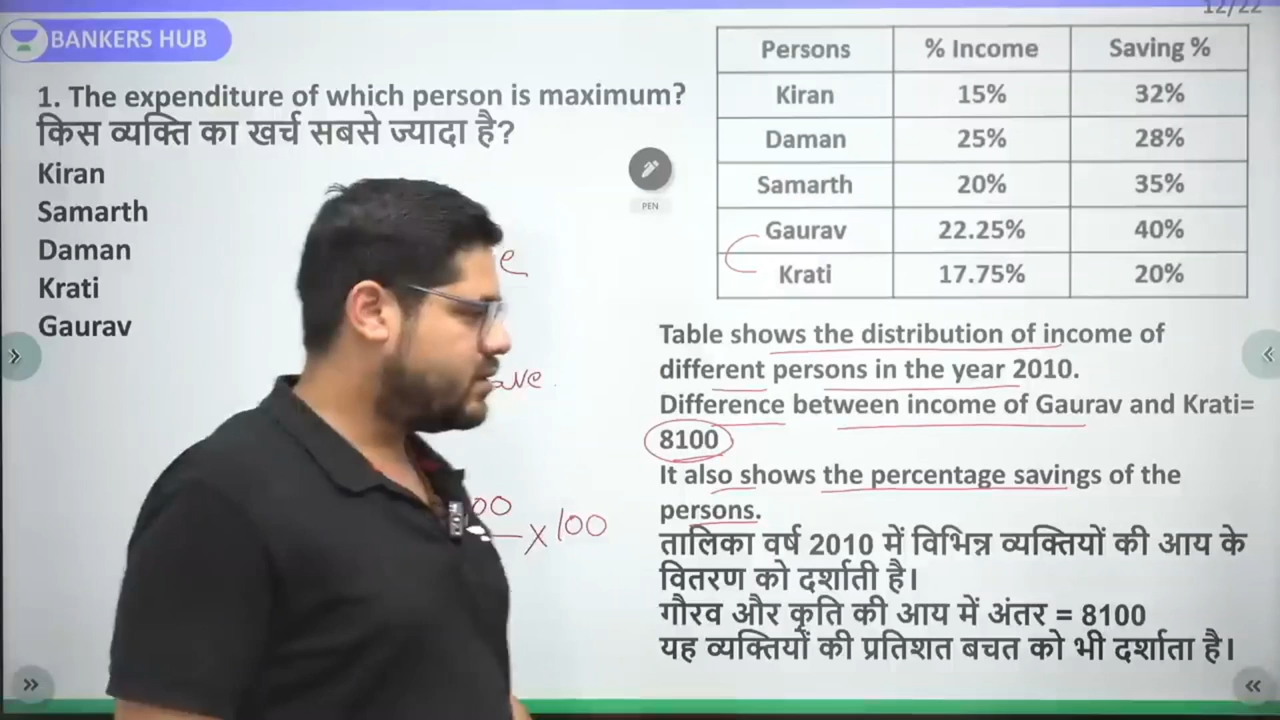 BANKERS HUB
1. The expenditure of which person is maximum?
किस व्यक्ति का खर्च सबसे ज्यादा है?
Kiran
Samarth
Daman
Krati
Gaurav
PEN
100
12/22
Persons % Income Saving %
Kiran 15% 32%
Daman 25% 28%
Samarth 20% 35%
Gaurav 22.25% 40%
Krati 17.75% 20%
Table shows the distribution of income of
different persons in the year 2010.
Difference between income of Gaurav and Krati=
8100
It also shows the percentage savings of the
persons.
तालिका वर्ष 2010 में विभिन्न व्यक्तियों की आय के
वितरण को दर्शाती है।
गौरव और कृति की आय में अंतर = 8100
यह व्यक्तियों की प्रतिशत बचत को भी दर्शाता है।